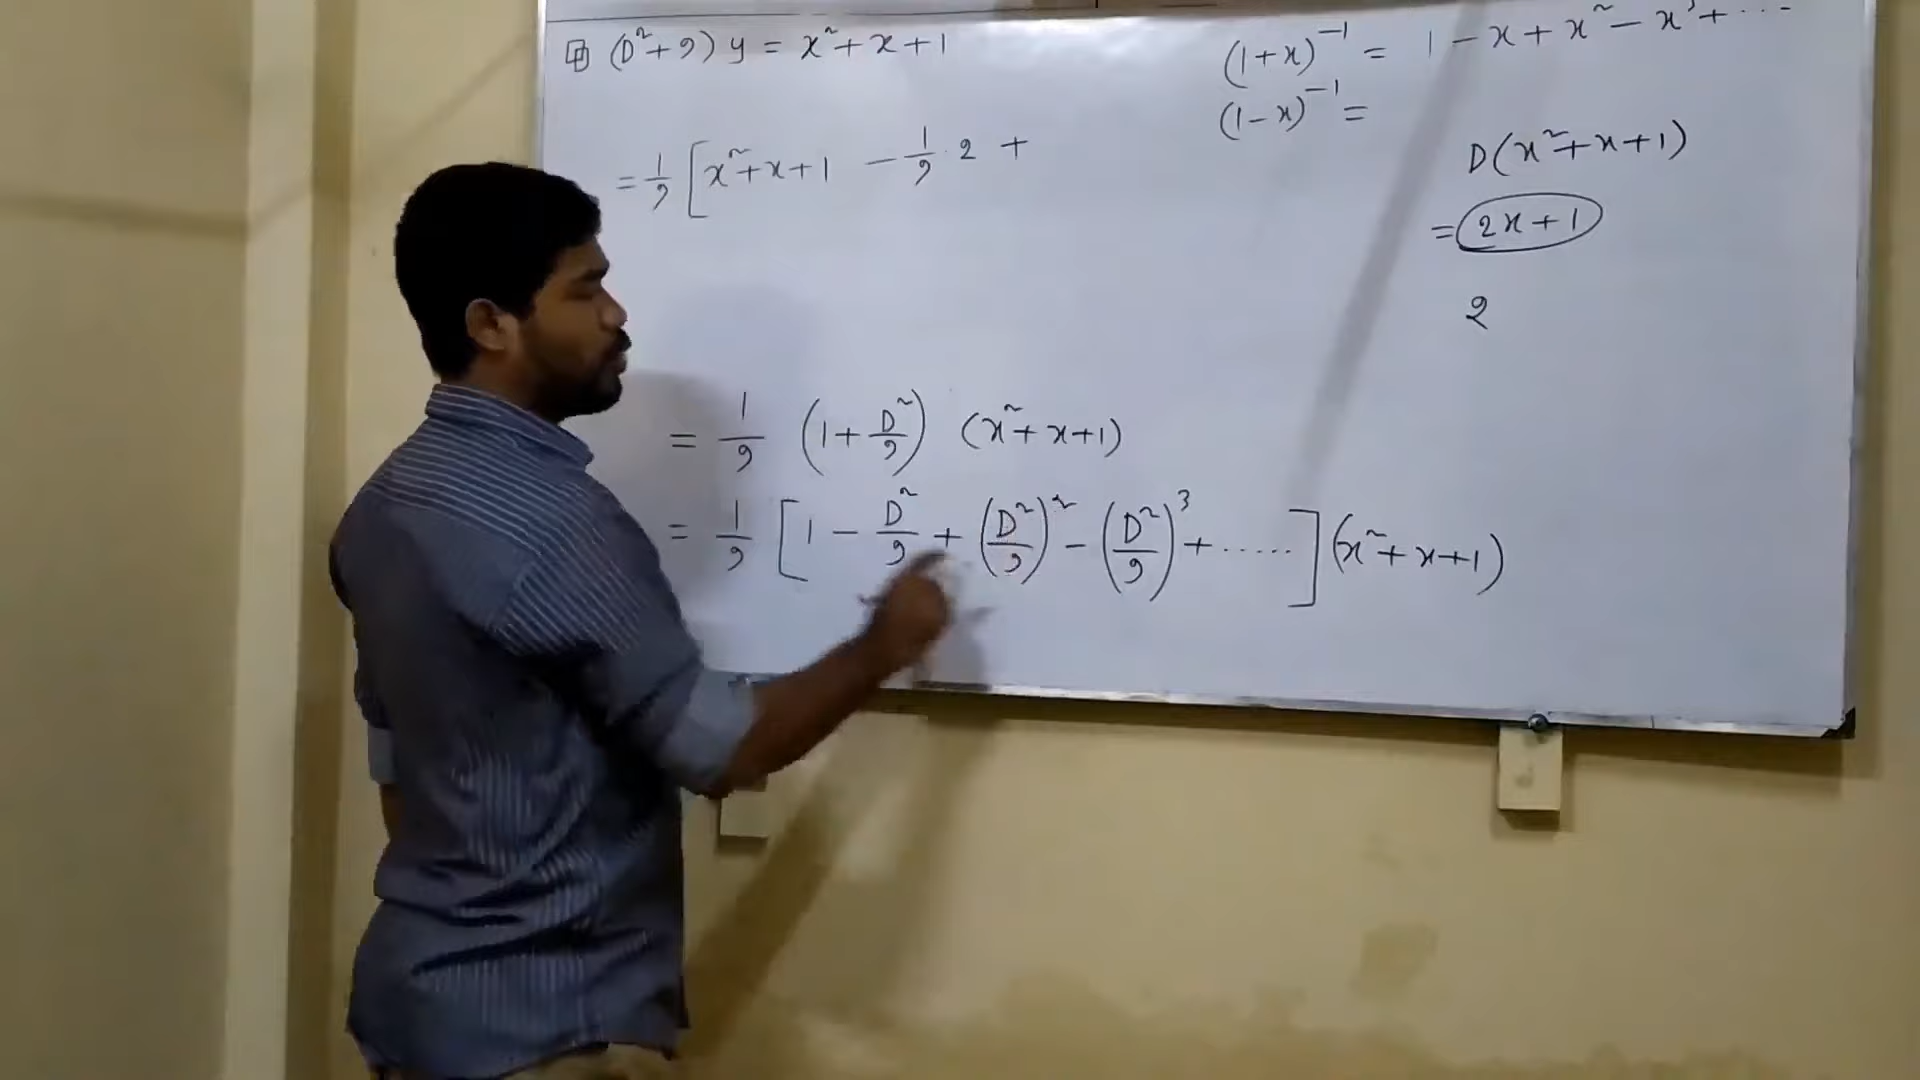 (D²+9) y = x²+x+1
= 1/9 [x²+x+1 - 1/9 . 2 +
= 1/9 (1+D²/9) (x²+x+1)
= 1/9 [1 - D²/9 + (D²/9)² - (D²/9)³ + ......] (x²+x+1)
(1+x)⁻¹ = 1-x+x²-x³+...
(1-x)⁻¹ =
D(x²+x+1)
= 2x+1
2